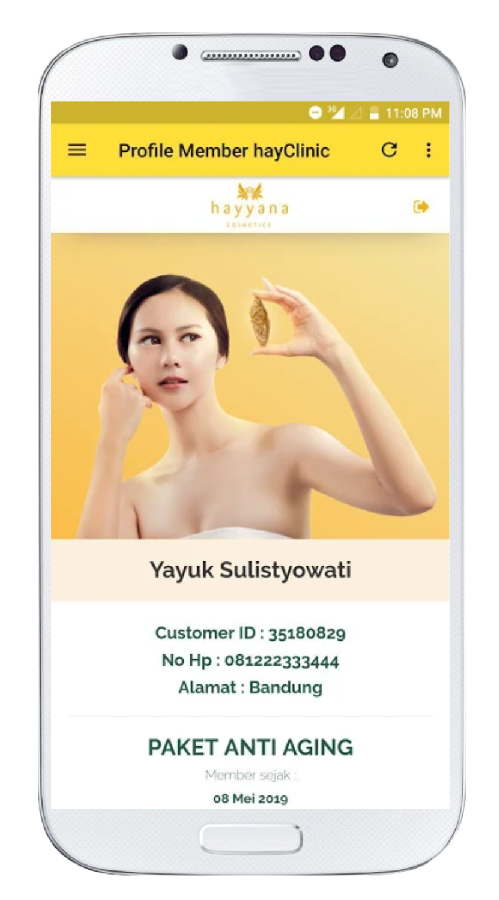 3G 11:08 PM
Profile Member hayClinic
hayyana
COSMETICS
Yayuk Sulistyowati
Customer ID : 35180829
No Hp : 081222333444
Alamat : Bandung
PAKET ANTI AGING
Member sejak :
08 Mei 2019